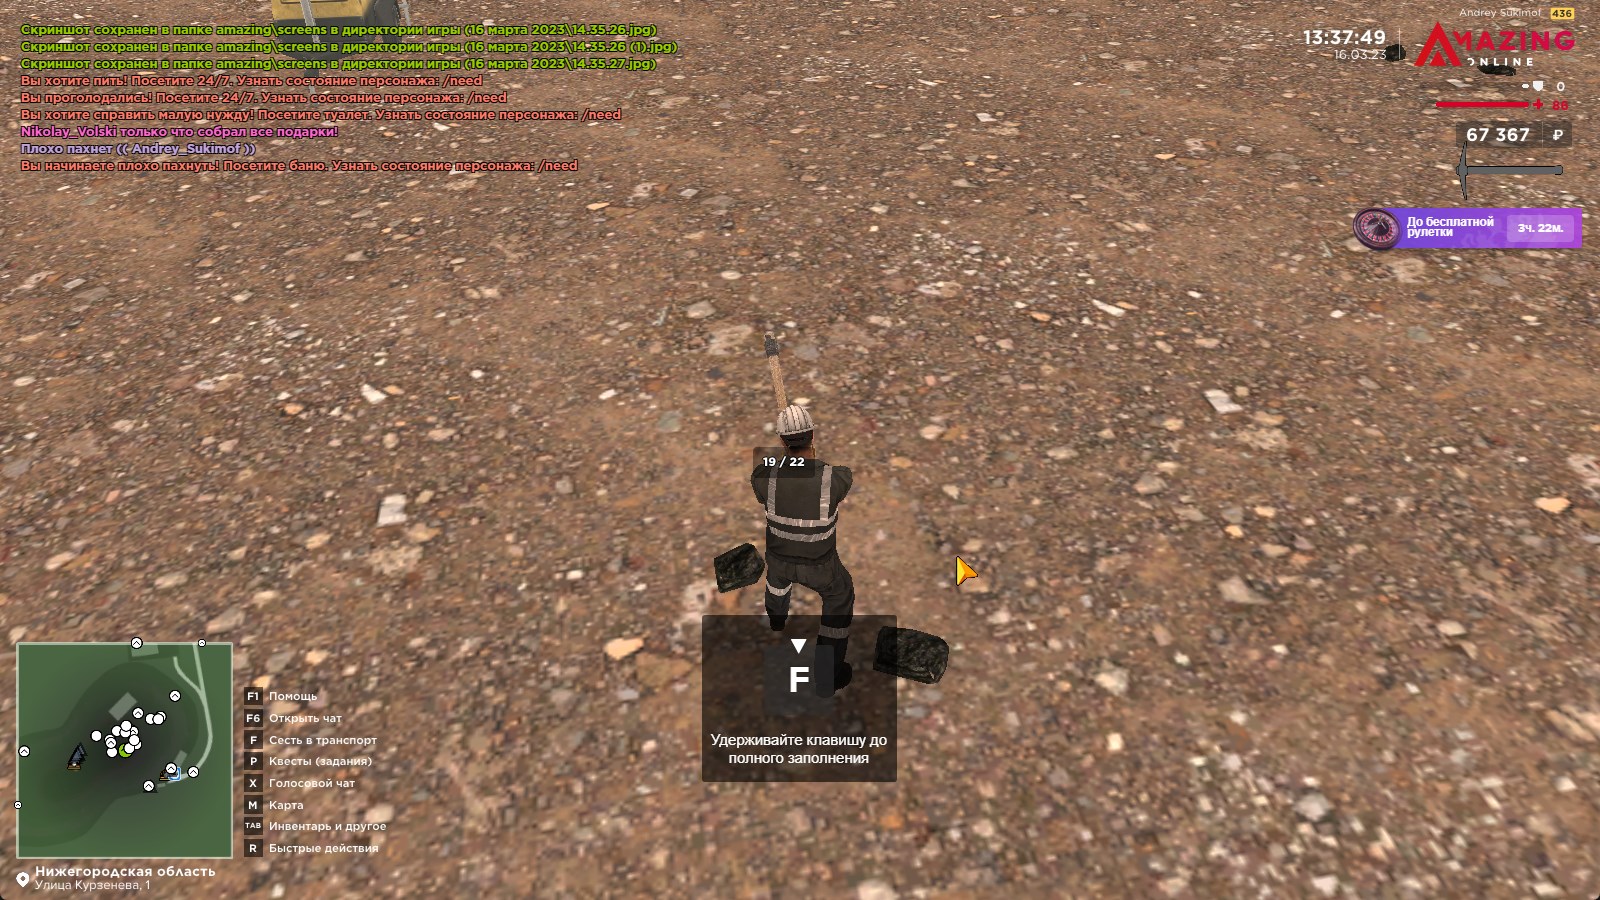 Скриншот сохранен в папке amazing\screens в директории игры (16 марта 2023\14.35.26.jpg)
Скриншот сохранен в папке amazing\screens в директории игры (16 марта 2023\14.35.26 (1).jpg)
Скриншот сохранен в папке amazing\screens в директории игры (16 марта 2023\14.35.27.jpg)
Вы хотите пить! Посетите 24/7. Узнать состояние персонажа: /need
Вы проголодались! Посетите 24/7. Узнать состояние персонажа: /need
Вы хотите справить малую нужду! Посетите туалет. Узнать состояние персонажа: /need
Nikolay_Volski только что собрал все подарки!
Плохо пахнет (( Andrey_Sukimof ))
Вы начинаете плохо пахнуть! Посетите баню. Узнать состояние персонажа: /need
Andrey Sukimof 436
13:37:49
16.03.23
AMAZING
ONLINE
0
88
67 367 ₽
До бесплатной
рулетки
3ч. 22м.
19 / 22
F
Удерживайте клавишу до
полного заполнения
F1 Помощь
F6 Открыть чат
F Сесть в транспорт
P Квесты (задания)
X Голосовой чат
M Карта
TAB Инвентарь и другое
R Быстрые действия
Нижегородская область
Улица Курзенева, 1